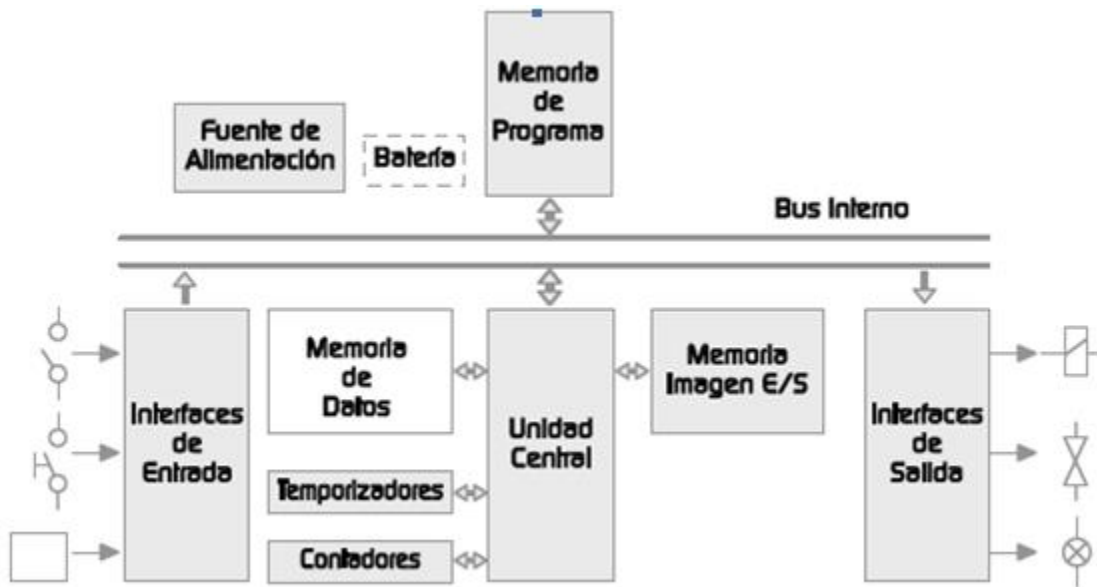 Memoria
de
Programa
Fuente de
Alimentación
Batería
Bus Interno
Interfaces
de
Entrada
Memoria
de
Datos
Temporizadores
Contadores
Unidad
Central
Memoria
Imagen E/S
Interfaces
de
Salida